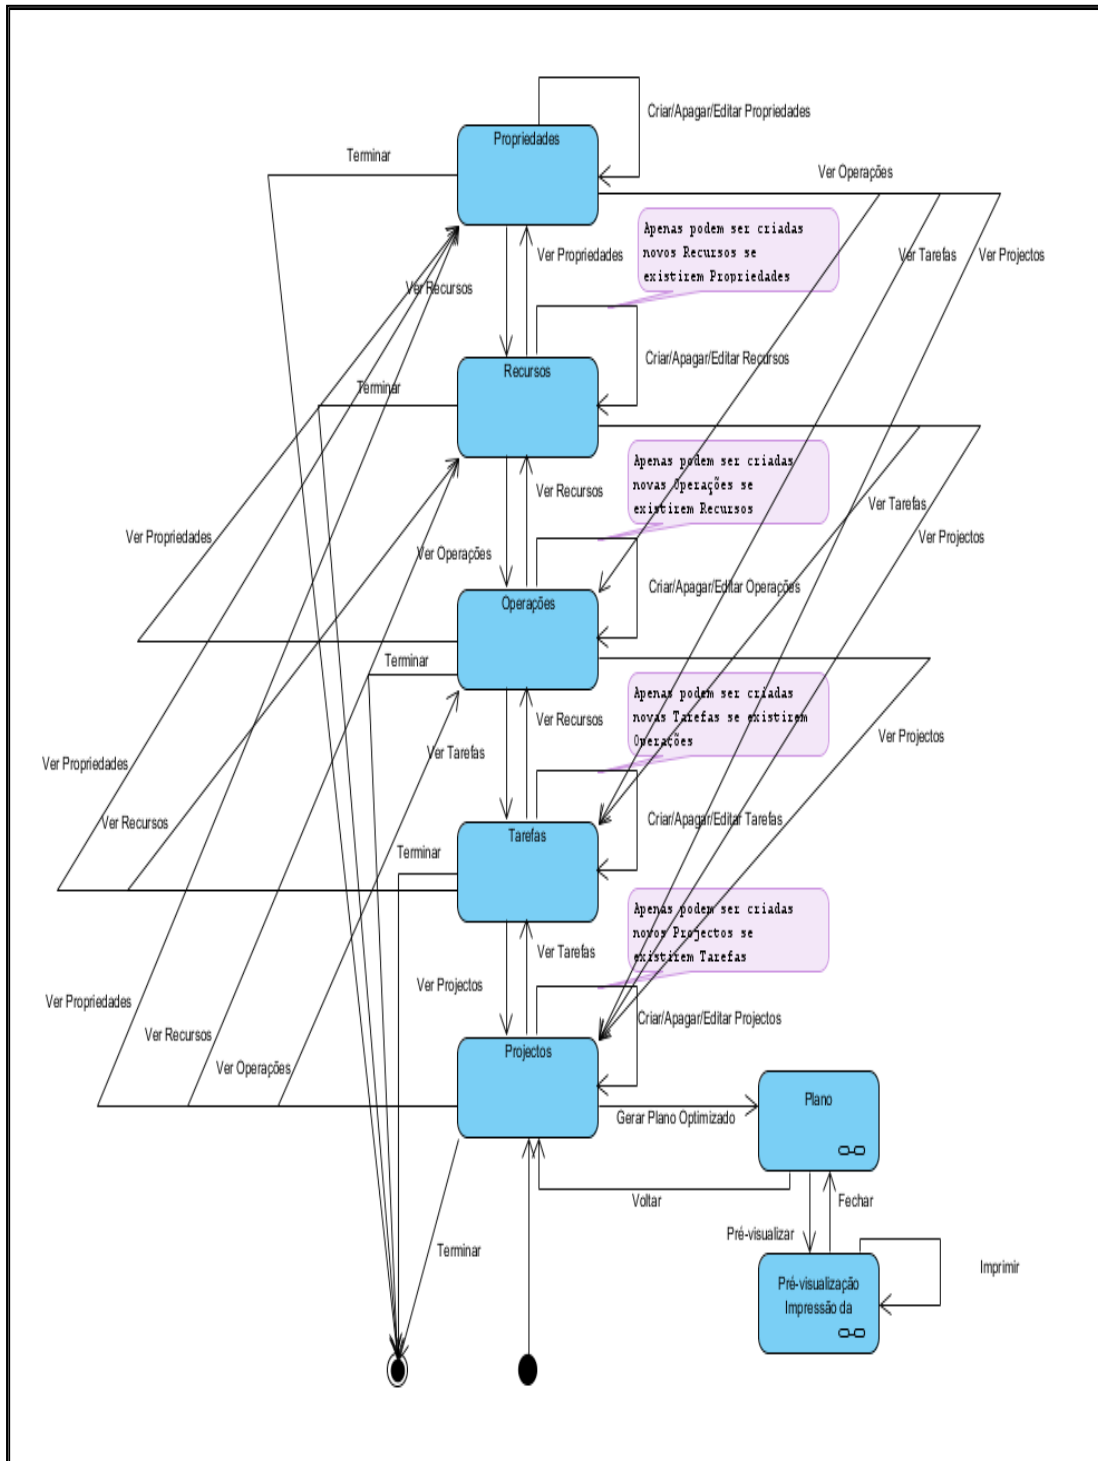 Criar/Apagar/Editar Propriedades
Propriedades
Terminar
Ver Operações
Apenas podem ser criadas
novos Recursos se
existirem Propriedades
Ver Propriedades
Ver Tarefas
Ver Projectos
Ver Recursos
Criar/Apagar/Editar Recursos
Recursos
Terminar
Apenas podem ser criadas
novas Operações se
existirem Recursos
Ver Recursos
Ver Tarefas
Ver Propriedades
Ver Projectos
Ver Operações
Criar/Apagar/Editar Operações
Operações
Terminar
Apenas podem ser criadas
novas Tarefas se existirem
Operações
Ver Recursos
Ver Projectos
Ver Tarefas
Ver Propriedades
Ver Recursos
Criar/Apagar/Editar Tarefas
Tarefas
Terminar
Apenas podem ser criadas
novos Projectos se
existirem Tarefas
Ver Tarefas
Ver Projectos
Ver Propriedades
Criar/Apagar/Editar Projectos
Ver Recursos
Projectos
Ver Operações
Plano
Gerar Plano Optimizado
Voltar
Fechar
Pré-visualizar
Terminar
Imprimir
Pré-visualização
Impressão da